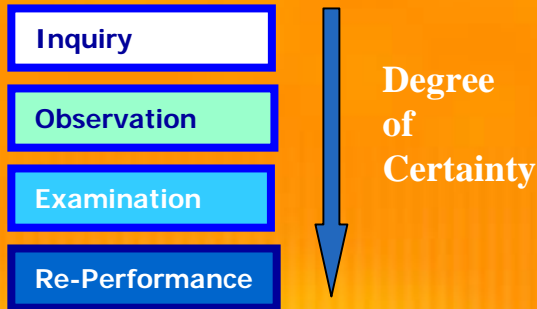 Inquiry
Observation
Examination
Re-Performance
Degree
of
Certainty